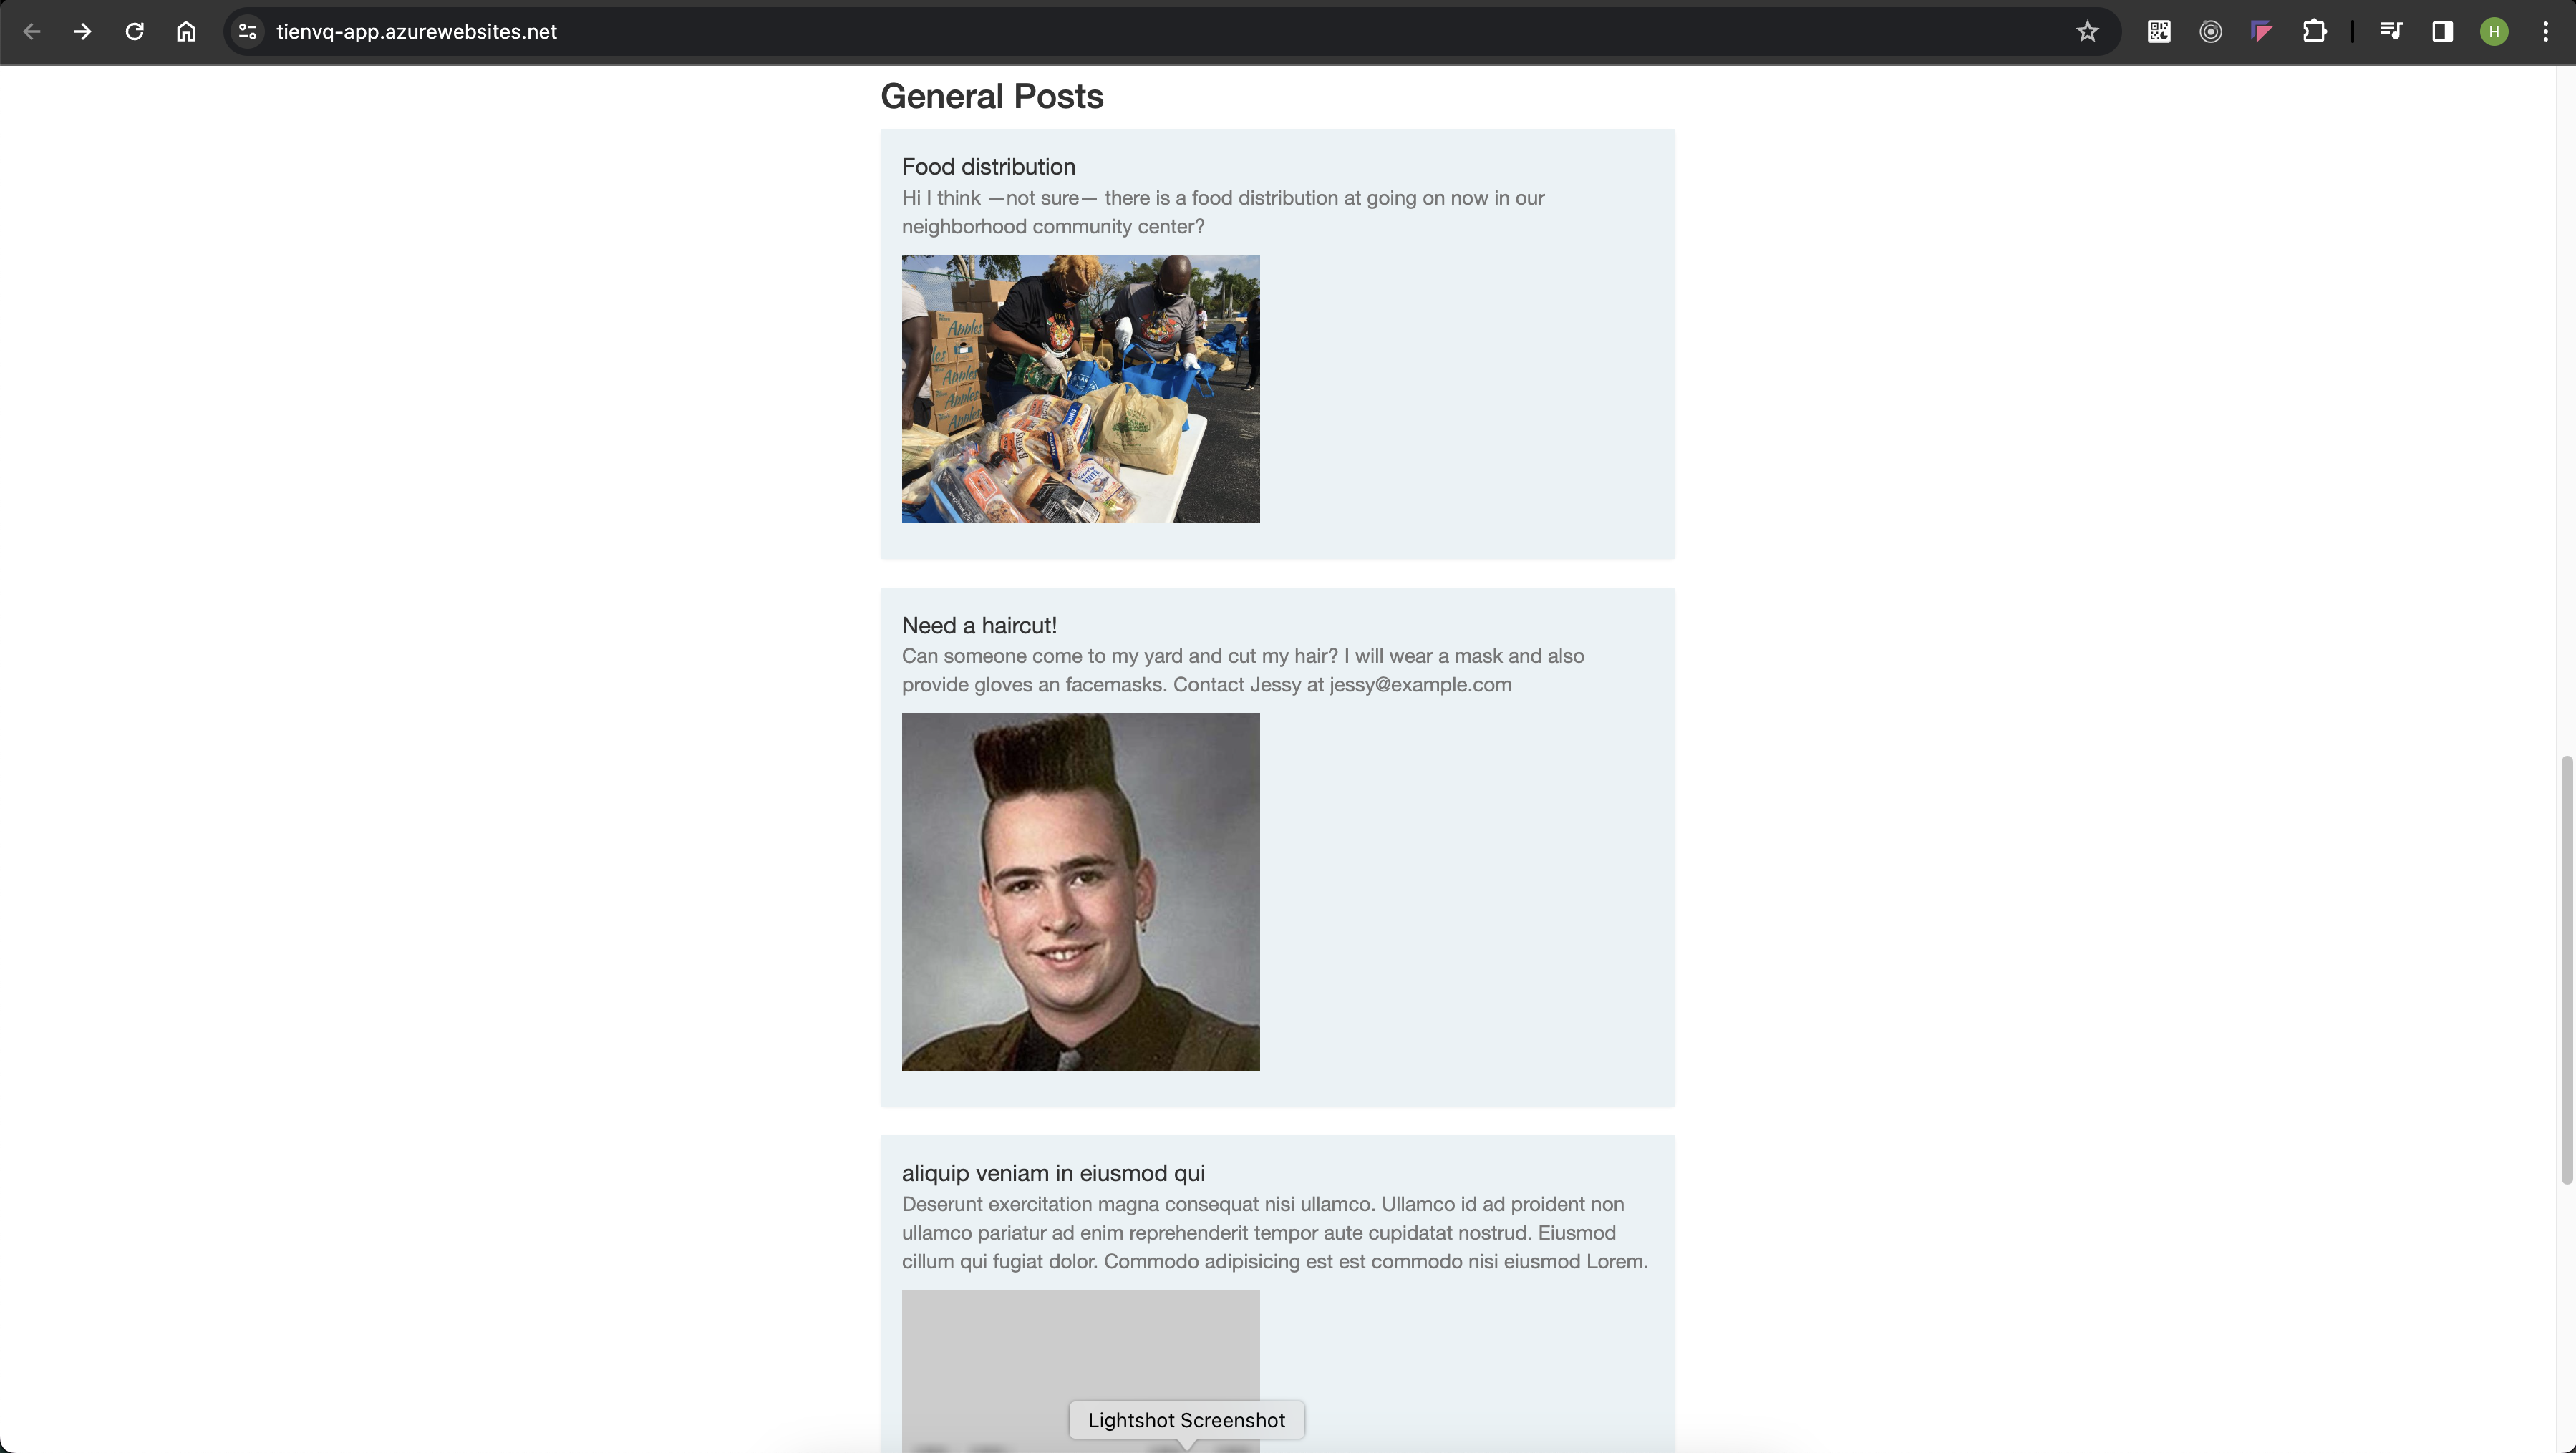 tienvq-app.azurewebsites.net
H
General Posts
Food distribution
Hi I think —not sure— there is a food distribution at going on now in our
neighborhood community center?
Apples
les
Apples
Apples
Apples
Need a haircut!
Can someone come to my yard and cut my hair? I will wear a mask and also
provide gloves an facemasks. Contact Jessy at jessy@example.com
aliquip veniam in eiusmod qui
Deserunt exercitation magna consequat nisi ullamco. Ullamco id ad proident non
ullamco pariatur ad enim reprehenderit tempor aute cupidatat nostrud. Eiusmod
cillum qui fugiat dolor. Commodo adipisicing est est commodo nisi eiusmod Lorem.
Lightshot Screenshot